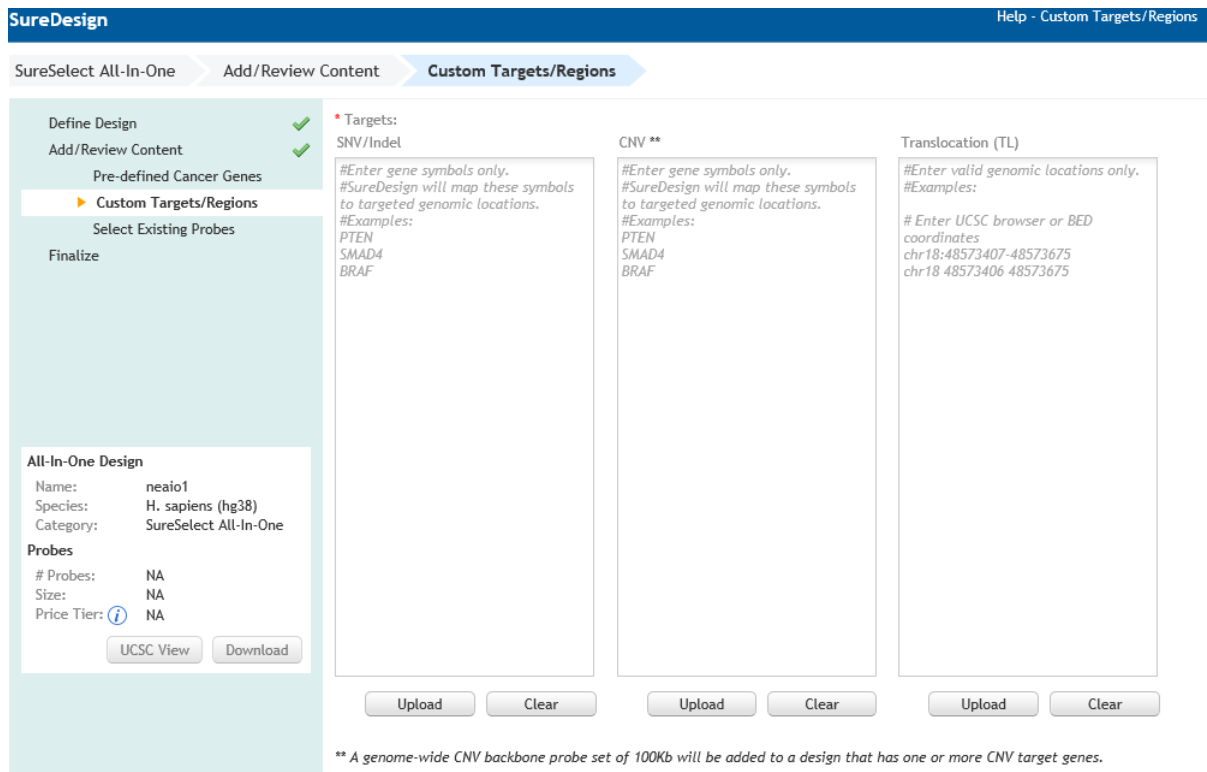 SureDesign
Help - Custom Targets/Regions
SureSelect All-In-One
Add/Review Content
Custom Targets/Regions
Define Design
Add/Review Content
Pre-defined Cancer Genes
Custom Targets/Regions
Select Existing Probes
Finalize
All-In-One Design
Name: neaio1
Species: H. sapiens (hg38)
Category: SureSelect All-In-One
Probes
# Probes: NA
Size: NA
Price Tier: i NA
UCSC View
Download
* Targets:
SNV/Indel
#Enter gene symbols only.
#SureDesign will map these symbols
to targeted genomic locations.
#Examples:
PTEN
SMAD4
BRAF
Upload
Clear
CNV **
#Enter gene symbols only.
#SureDesign will map these symbols
to targeted genomic locations.
#Examples:
PTEN
SMAD4
BRAF
Upload
Clear
Translocation (TL)
#Enter valid genomic locations only.
#Examples:
# Enter UCSC browser or BED
coordinates
chr18:48573407-48573675
chr18 48573406 48573675
Upload
Clear
** A genome-wide CNV backbone probe set of 100Kb will be added to a design that has one or more CNV target genes.